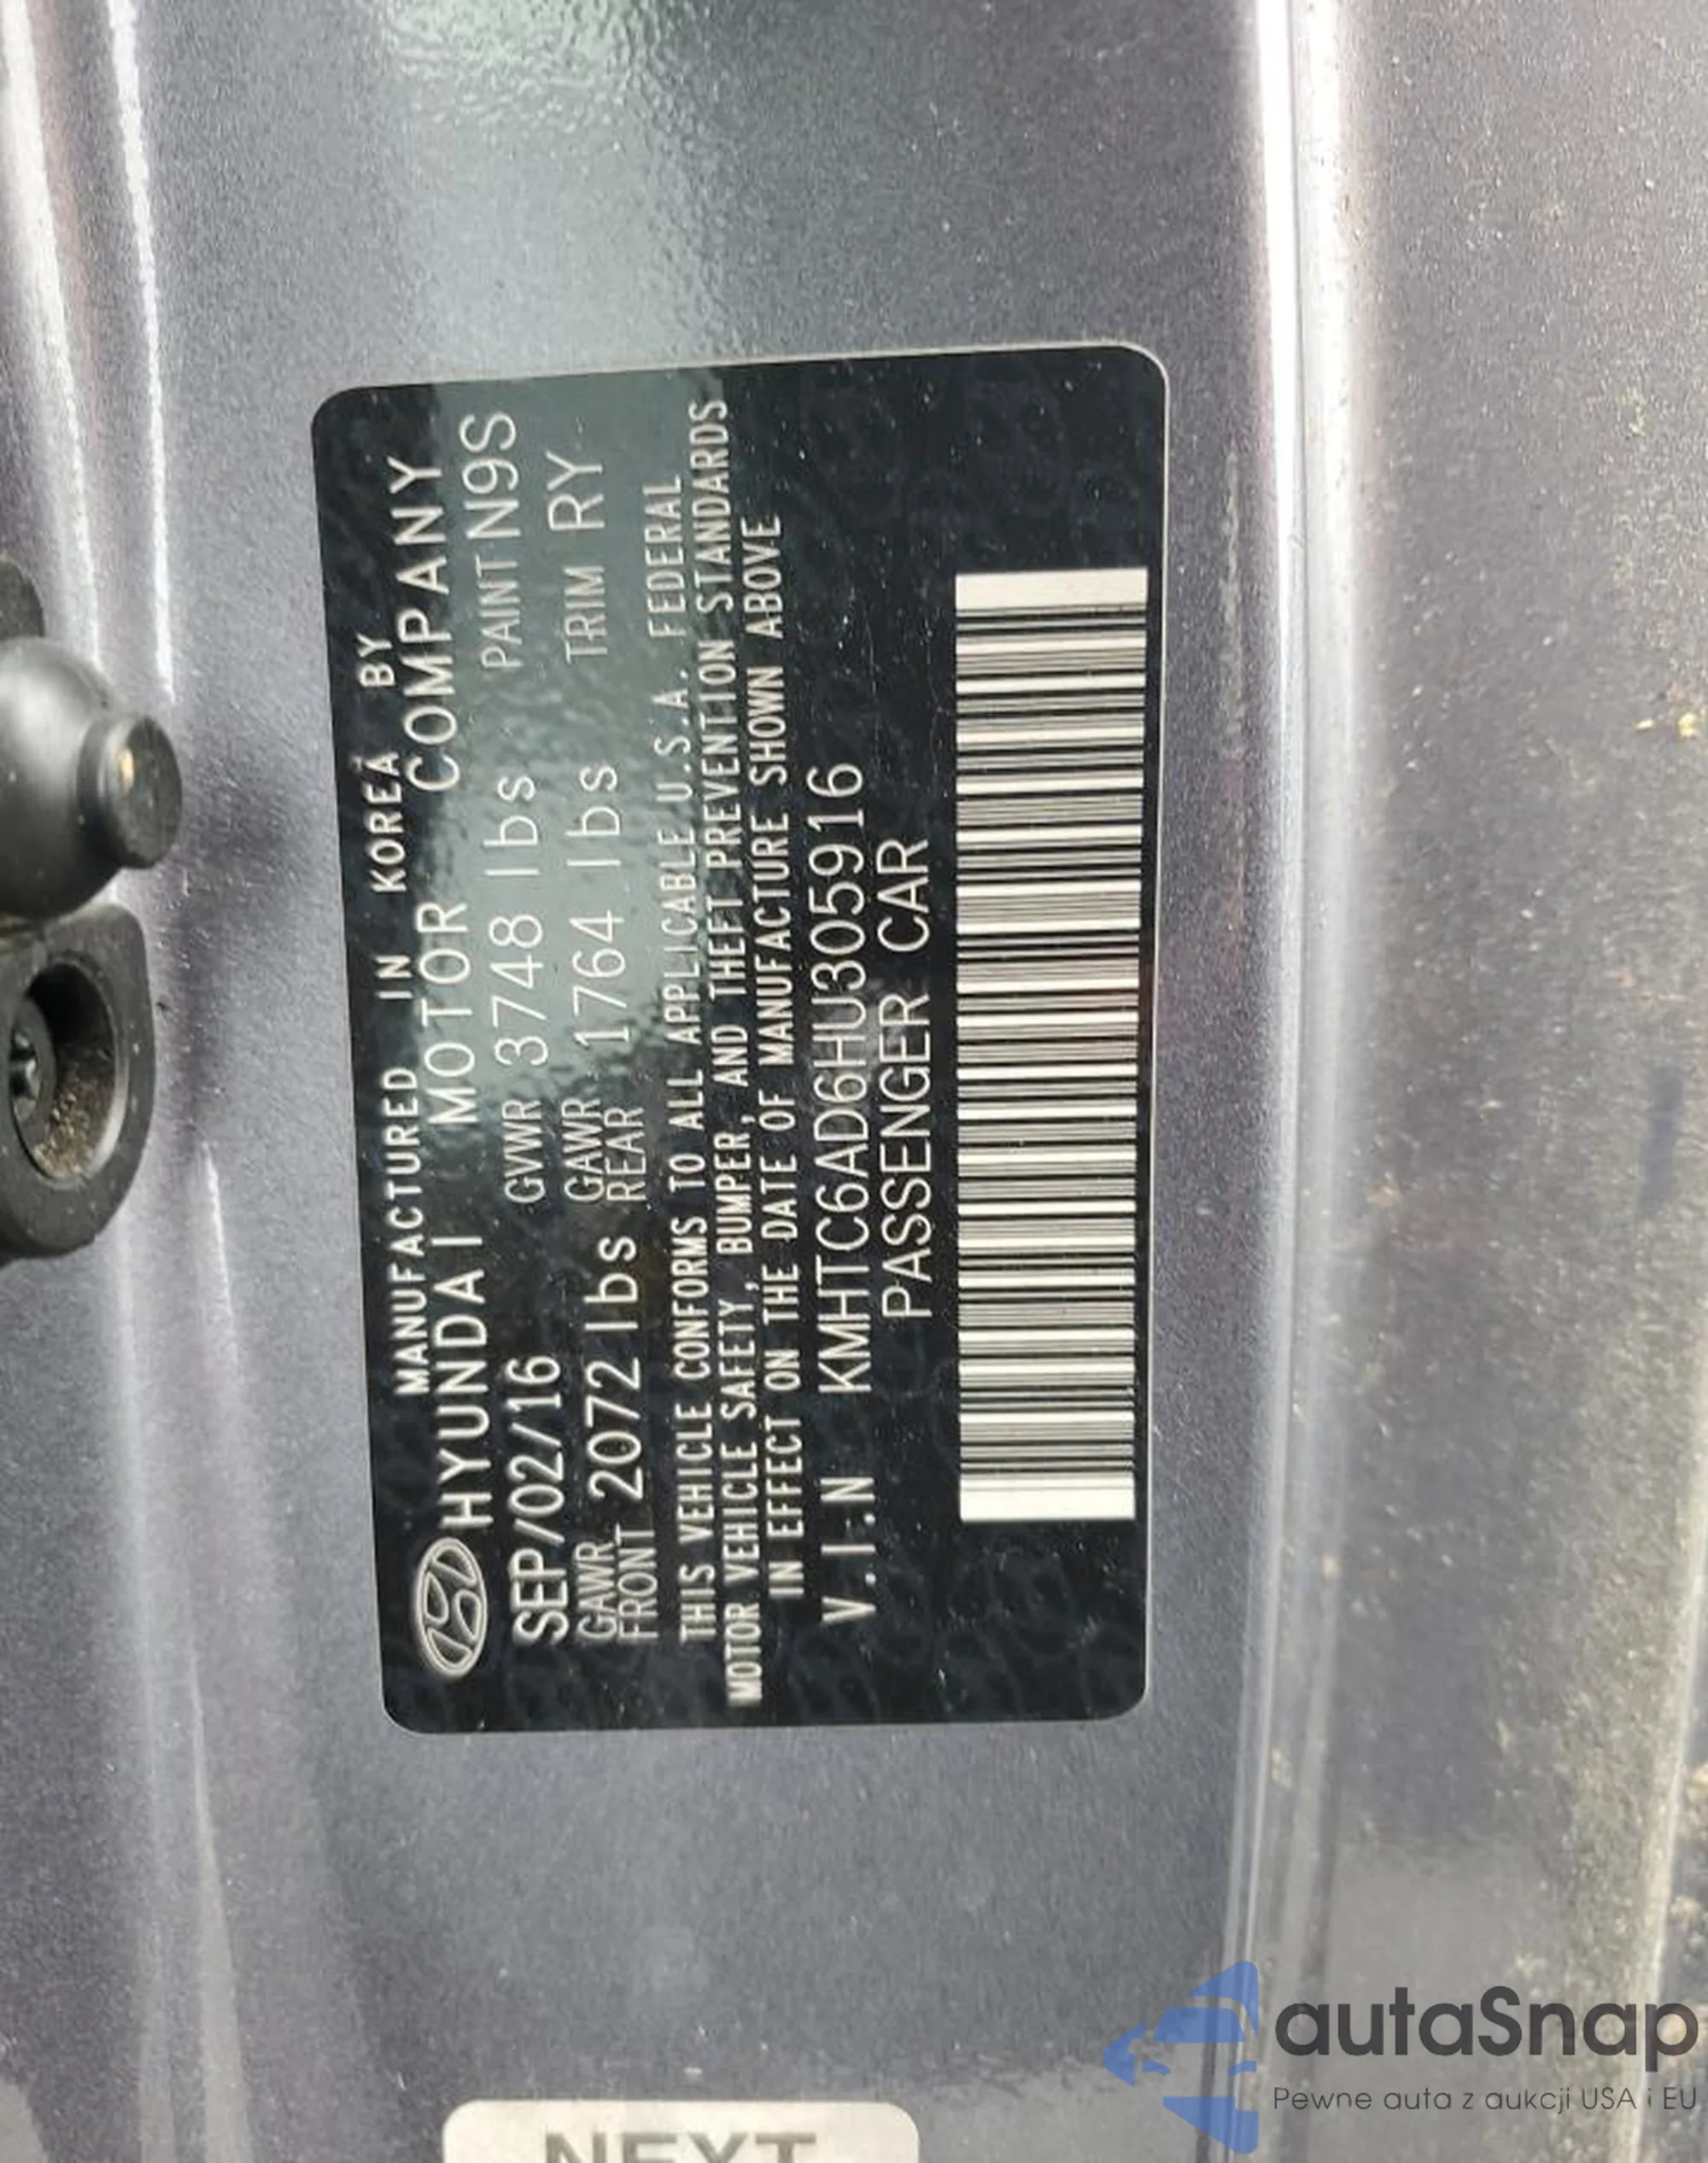 MANUFACTURED IN KOREA BY
HYUNDAI MOTOR COMPANY
SEP/02/16 GVWR 3748 lbs PAINT N9S
GAWR FRONT 2072 lbs GAWR REAR 1764 lbs TRIM RY
THIS VEHICLE CONFORMS TO ALL APPLICABLE U.S.A. FEDERAL
MOTOR VEHICLE SAFETY, BUMPER, AND THEFT PREVENTION STANDARDS
IN EFFECT ON THE DATE OF MANUFACTURE SHOWN ABOVE
V.I.N KMHTC6AD6HU305916
PASSENGER CAR
NEXT
autaSnap
Pewne auta z aukcji USA i EU